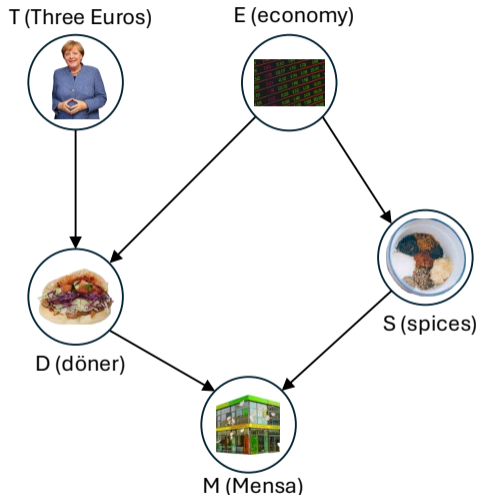 T (Three Euros)
E (economy)
S (spices)
D (döner)
M (Mensa)